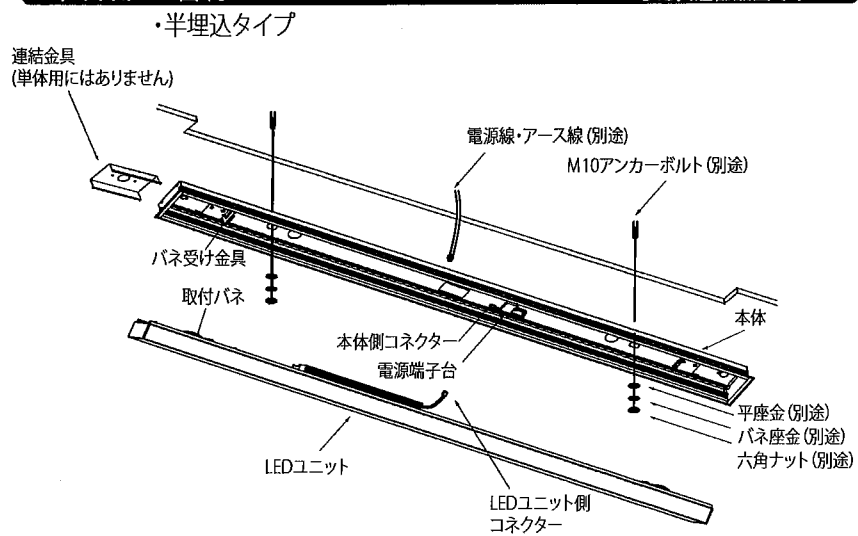 ・半埋込タイプ
連結金具
(単体用にはありません)
電源線・アース線(別途)
M10アンカーボルト(別途)
バネ受け金具
取付バネ
本体側コネクター
電源端子台
本体
平座金(別途)
バネ座金(別途)
六角ナット(別途)
LEDユニット
LEDユニット側
コネクター